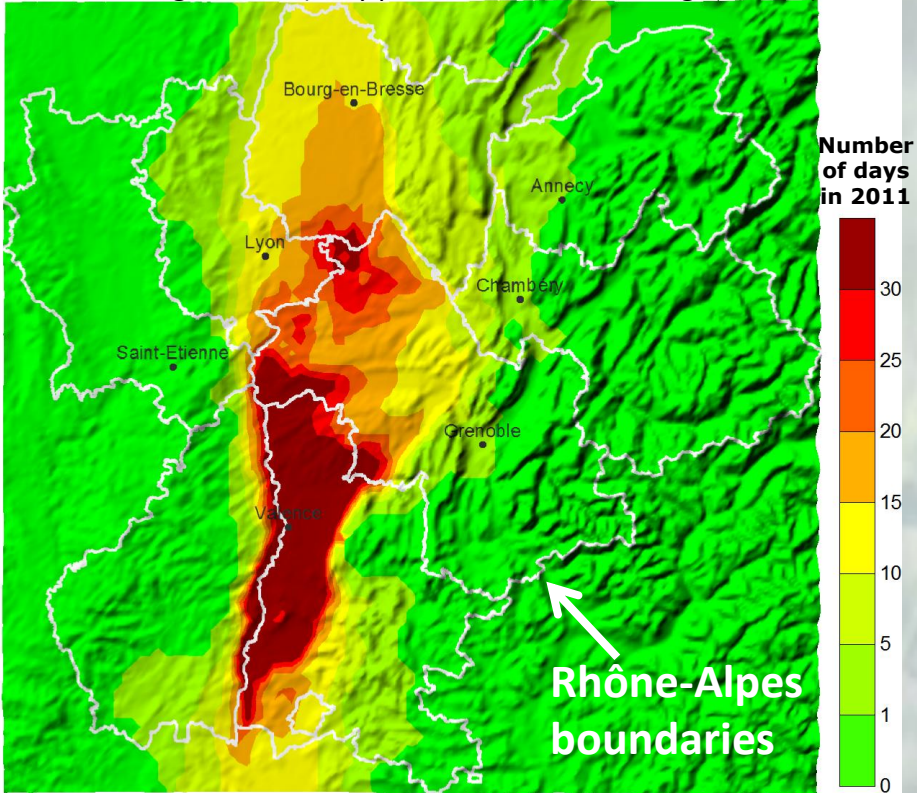 Bourg-en-Bresse
Number
of days
in 2011
Annecy
Lyon
Chambéry
30
Saint-Etienne
25
20
Grenoble
15
Valence
10
5
Rhône-Alpes
boundaries
1
0